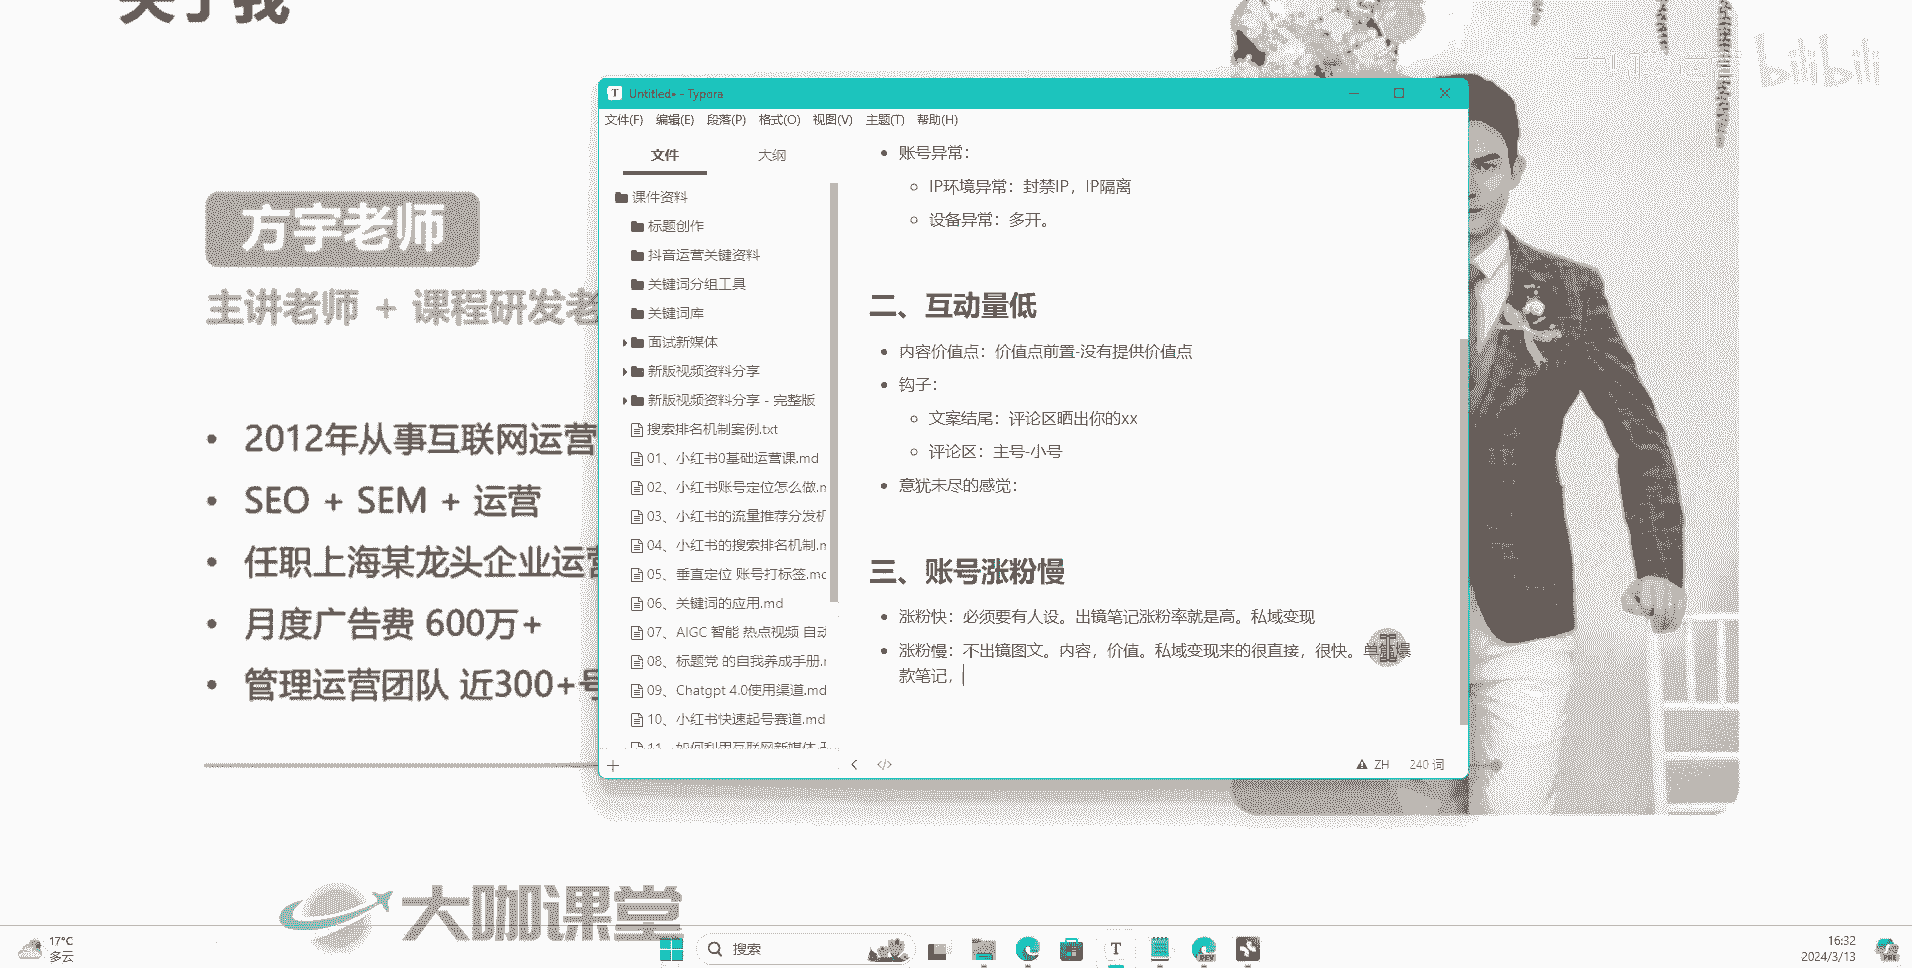 关于我
bilibili
方宇老师
主讲老师 + 课程研发老
• 2012年从事互联网运营
• SEO + SEM + 运营
• 任职上海某龙头企业运营
• 月度广告费 600万+
• 管理运营团队 近300+号
大咖课堂
Untitled• - Typora
文件(F) 编辑(E) 段落(P) 格式(O) 视图(V) 主题(T) 帮助(H)
文件 大纲
课件资料
标题创作
抖音运营关键资料
关键词分组工具
关键词库
面试新媒体
新版视频资料分享
新版视频资料分享 - 完整版
搜索排名机制案例.txt
01、小红书0基础运营课.md
02、小红书账号定位怎么做.n
03、小红书的流量推荐分发机
04、小红书的搜索排名机制.n
05、垂直定位 账号打标签.mc
06、关键词的应用.md
07、AIGC 智能 热点视频 自动
08、标题党 的自我养成手册.r
09、Chatgpt 4.0使用渠道.md
10、小红书快速起号赛道.md
11、如何利用互联网新媒体
• 账号异常：
IP环境异常：封禁IP，IP隔离
设备异常：多开。
二、互动量低
• 内容价值点：价值点前置-没有提供价值点
• 钩子：
文案结尾：评论区晒出你的xx
评论区：主号-小号
• 意犹未尽的感觉：
三、账号涨粉慢
• 涨粉快：必须要有人设。出镜笔记涨粉率就是高。私域变现
• 涨粉慢：不出镜图文。内容，价值。私域变现来的很直接，很快。单篇爆
款笔记，
ZH 240 词
17°C
多云
搜索
16:32
2024/3/13